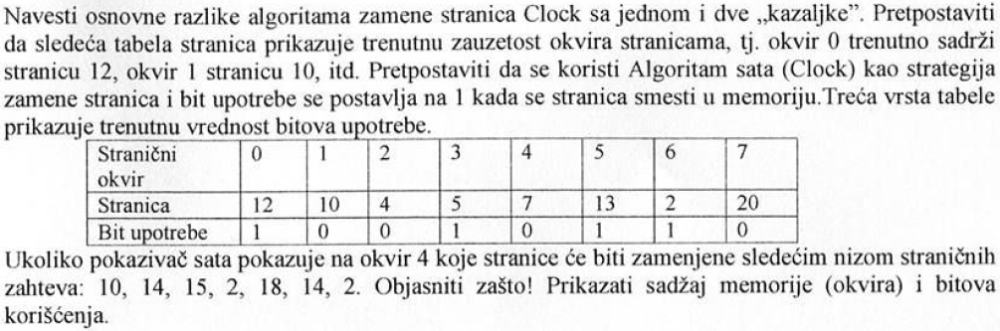 Navesti osnovne razlike algoritama zamene stranica Clock sa jednom i dve „kazaljke”. Pretpostaviti
da sledeća tabela stranica prikazuje trenutnu zauzetost okvira stranicama, tj. okvir 0 trenutno sadrži
stranicu 12, okvir 1 stranicu 10, itd. Pretpostaviti da se koristi Algoritam sata (Clock) kao strategija
zamene stranica i bit upotrebe se postavlja na 1 kada se stranica smesti u memoriju.Treća vrsta tabele
prikazuje trenutnu vrednost bitova upotrebe.
Stranični 0 1 2 3 4 5 6 7
okvir
Stranica 12 10 4 5 7 13 2 20
Bit upotrebe 1 0 0 1 0 1 1 0
Ukoliko pokazivač sata pokazuje na okvir 4 koje stranice će biti zamenjene sledećim nizom straničnih
zahteva: 10, 14, 15, 2, 18, 14, 2. Objasniti zašto! Prikazati sadžaj memorije (okvira) i bitova
korišćenja.